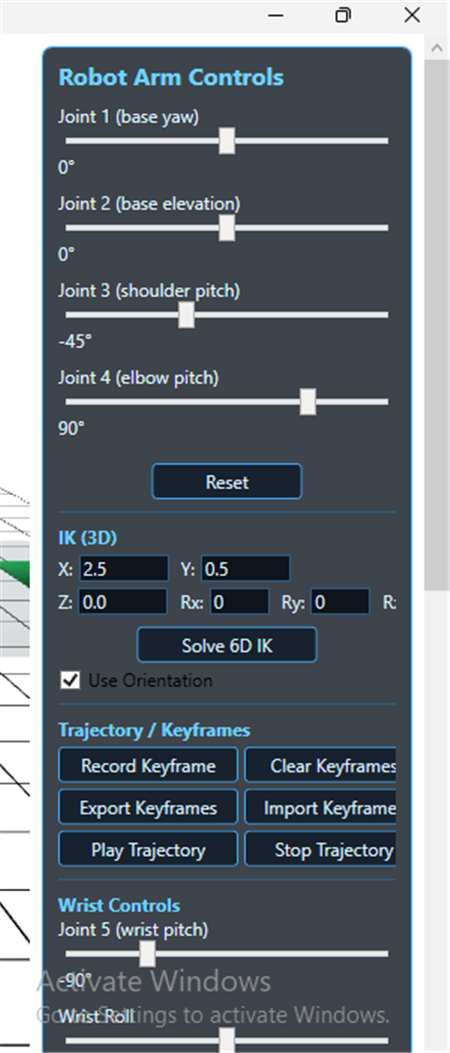 Robot Arm Controls
Joint 1 (base yaw)
0°
Joint 2 (base elevation)
0°
Joint 3 (shoulder pitch)
-45°
Joint 4 (elbow pitch)
90°
Reset
IK (3D)
X: 2.5 Y: 0.5
Z: 0.0 Rx: 0 Ry: 0 R:
Solve 6D IK
Use Orientation
Trajectory / Keyframes
Record Keyframe Clear Keyframes
Export Keyframes Import Keyframe
Play Trajectory Stop Trajectory
Wrist Controls
Joint 5 (wrist pitch)
-90°
Activate Windows
Go to Settings to activate Windows.
Wrist Roll